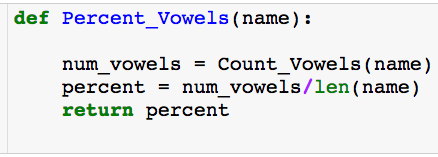 def Percent_Vowels(name):
    num_vowels = Count_Vowels(name)
    percent = num_vowels/len(name)
    return percent